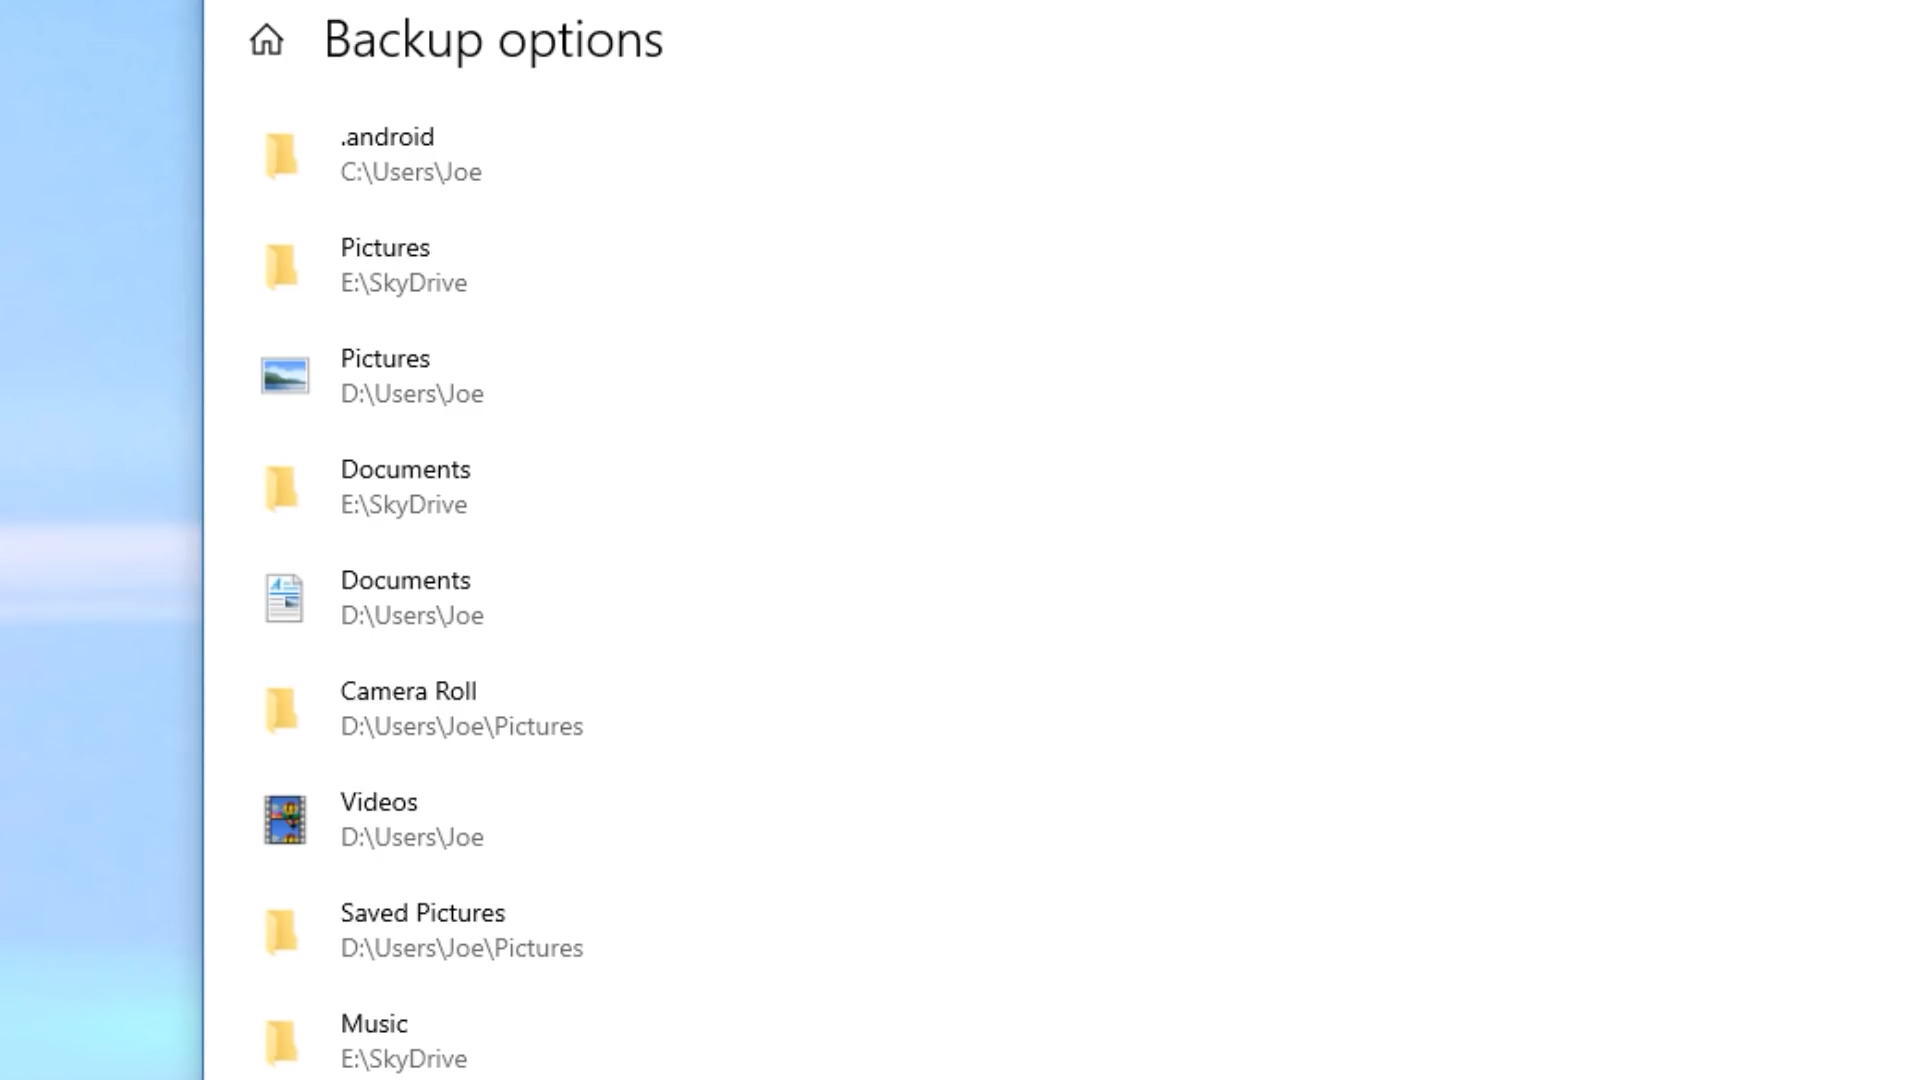 Backup options
.android
C:\Users\Joe
Pictures
E:\SkyDrive
Pictures
D:\Users\Joe
Documents
E:\SkyDrive
Documents
D:\Users\Joe
Camera Roll
D:\Users\Joe\Pictures
Videos
D:\Users\Joe
Saved Pictures
D:\Users\Joe\Pictures
Music
E:\SkyDrive